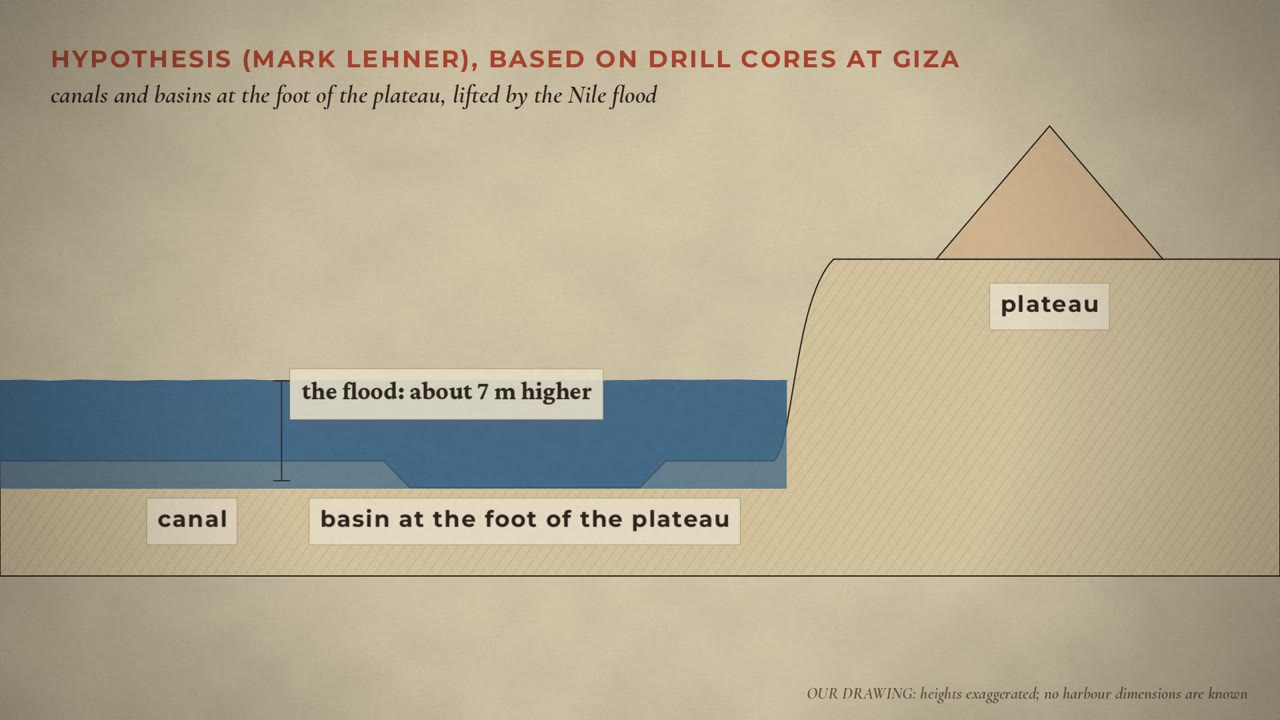 HYPOTHESIS (MARK LEHNER), BASED ON DRILL CORES AT GIZA
canals and basins at the foot of the plateau, lifted by the Nile flood
plateau
the flood: about 7 m higher
canal
basin at the foot of the plateau
OUR DRAWING: heights exaggerated; no harbour dimensions are known